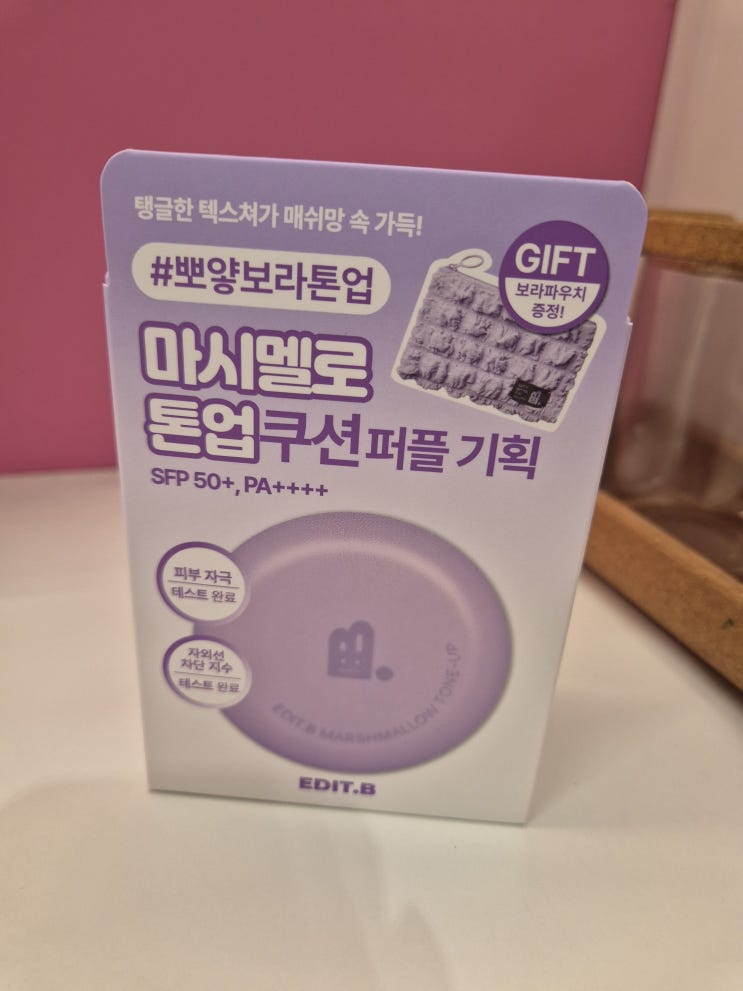 탱글한 텍스쳐가 매쉬망 속 가득!
#뽀얗보라톤업
GIFT
보라파우치
증정!
마시멜로
톤업쿠션 퍼플 기획
SFP 50+, PA++++
피부 자극
테스트 완료
자외선
차단 지수
테스트 완료
B.
EDIT.B MARSHMALLOW TONE-UP
EDIT.B